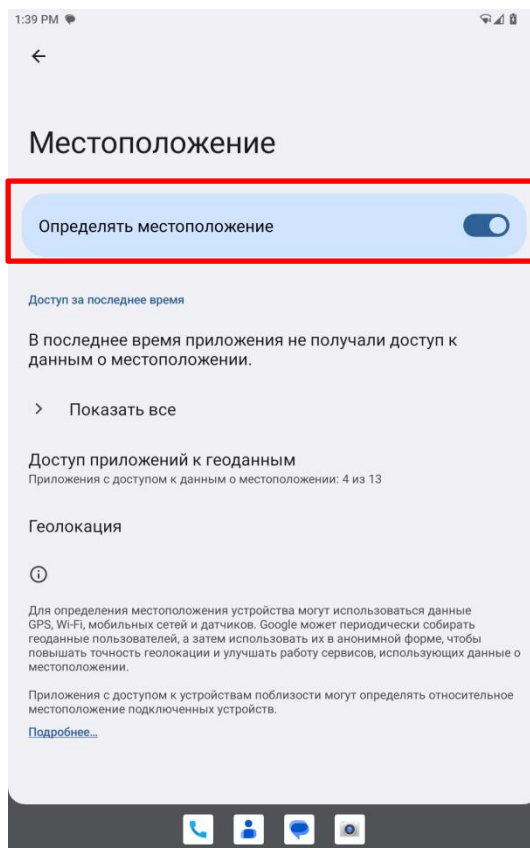 1:39 PM
Местоположение
Определять местоположение
Доступ за последнее время
В последнее время приложения не получали доступ к
данным о местоположении.
Показать все
Доступ приложений к геоданным
Приложения с доступом к данным о местоположении: 4 из 13
Геолокация
Для определения местоположения устройства могут использоваться данные
GPS, Wi-Fi, мобильных сетей и датчиков. Google может периодически собирать
геоданные пользователей, а затем использовать их в анонимной форме, чтобы
повышать точность геолокации и улучшать работу сервисов, использующих данные о
местоположении.
Приложения с доступом к устройствам поблизости могут определять относительное
местоположение подключенных устройств.
Подробнее…